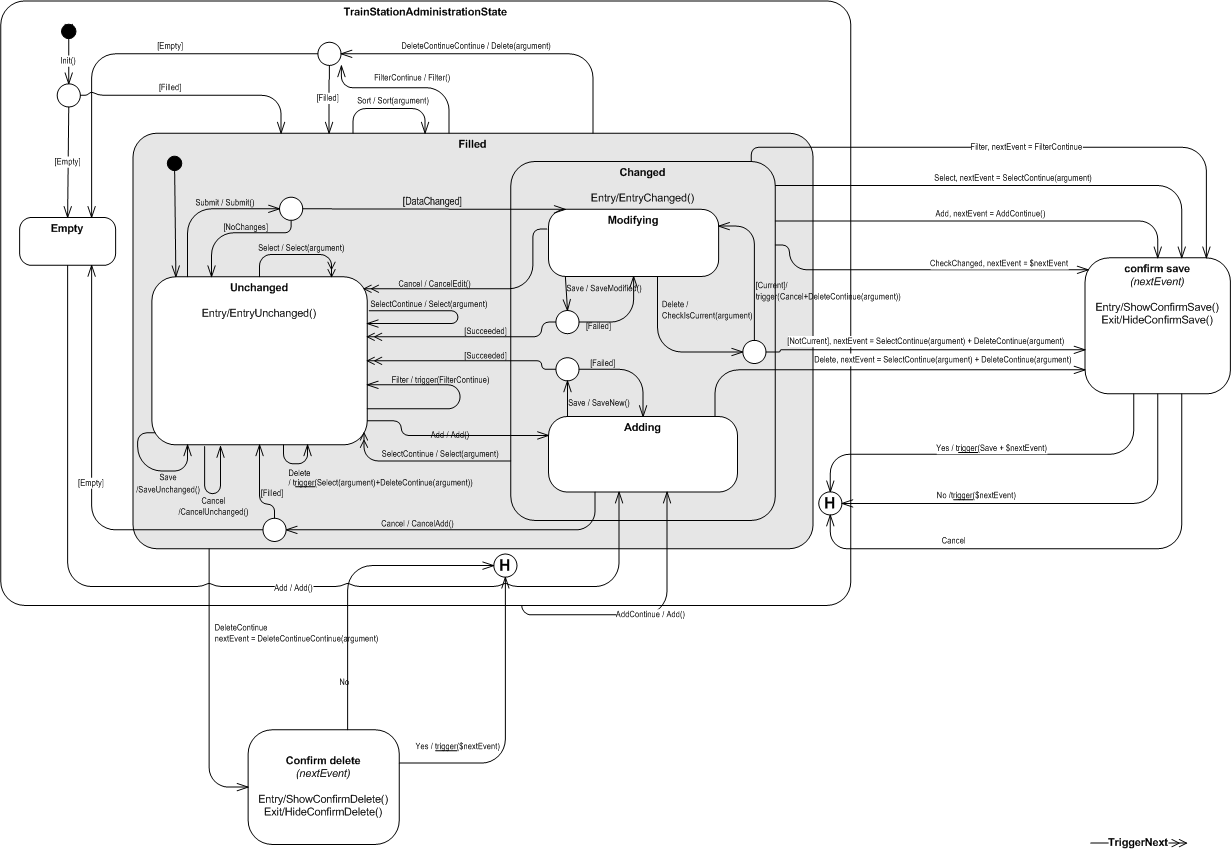 TrainStationAdministrationState
[Empty]
DeleteContinueContinue / Delete(argument)
Init()
FilterContinue / Filter()
[Filled]
[Filled]
Sort / Sort(argument)
Filled
[Empty]
Changed
Entry/EntryChanged()
Filter, nextEvent = FilterContinue
Select, nextEvent = SelectContinue(argument)
Submit / Submit()
[DataChanged]
Add, nextEvent = AddContinue()
Empty
[NoChanges]
Modifying
Select / Select(argument)
CheckChanged, nextEvent = $nextEvent
confirm save
(nextEvent)
Entry/ShowConfirmSave()
Exit/HideConfirmSave()
Unchanged
Entry/EntryUnchanged()
Cancel / CancelEdit()
Save / SaveModified()
[Current]/
trigger(Cancel+DeleteContinue(argument))
SelectContinue / Select(argument)
Delete /
CheckIsCurrent(argument)
[Succeeded]
[Failed]
[NotCurrent], nextEvent = SelectContinue(argument) + DeleteContinue(argument)
[Succeeded]
[Failed]
Delete, nextEvent = SelectContinue(argument) + DeleteContinue(argument)
Filter / trigger(FilterContinue)
Save / SaveNew()
Add / Add()
Adding
SelectContinue / Select(argument)
Yes / trigger(Save + $nextEvent)
Save
/SaveUnchanged()
Delete
/ trigger(Select(argument)+DeleteContinue(argument))
[Empty]
[Filled]
Cancel
/CancelUnchanged()
No /trigger($nextEvent)
H
Cancel / CancelAdd()
Cancel
H
Add / Add()
AddContinue / Add()
DeleteContinue
nextEvent = DeleteContinueContinue(argument)
No
Yes / trigger($nextEvent)
Confirm delete
(nextEvent)
Entry/ShowConfirmDelete()
Exit/HideConfirmDelete()
TriggerNext